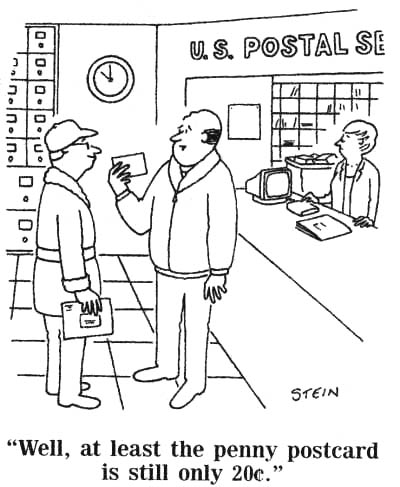 U.S. POSTAL SE
STEIN
“Well, at least the penny postcard
is still only 20¢.”